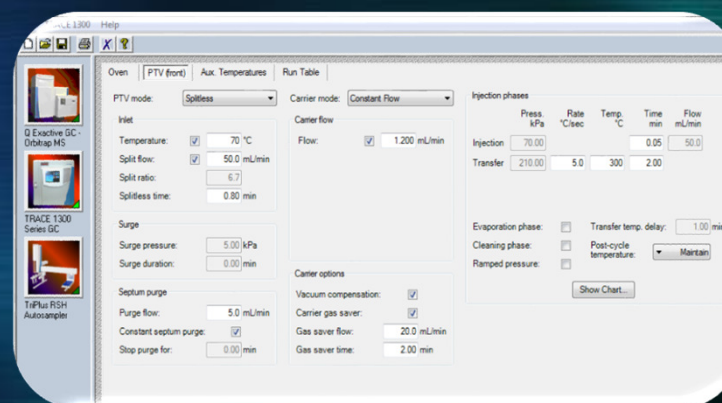 TRACE 1300 Help
Oven PTV (front) Aux. Temperatures Run Table
PTV mode: Splitless
Carrier mode: Constant Flow
Inlet
Temperature: 70 °C
Split flow: 50.0 mL/min
Split ratio: 6.7
Splitless time: 0.80 min
Surge
Surge pressure: 5.00 kPa
Surge duration: 0.00 min
Septum purge
Purge flow: 5.0 mL/min
Constant septum purge:
Stop purge for: 0.00 min
Carrier flow
Flow: 1.200 mL/min
Carrier options
Vacuum compensation:
Carrier gas saver:
Gas saver flow: 20.0 mL/min
Gas saver time: 2.00 min
Injection phases
Press. Rate Temp. Time Flow
kPa °C/sec °C min mL/min
Injection 70.00 0.05 50.0
Transfer 210.00 5.0 300 2.00
Evaporation phase:
Transfer temp. delay: 1.00 min
Cleaning phase:
Post-cycle
temperature: Maintain
Ramped pressure:
Show Chart...
Q Exactive GC -
Orbitrap MS
TRACE 1300
Series GC
TriPlus RSH
Autosampler